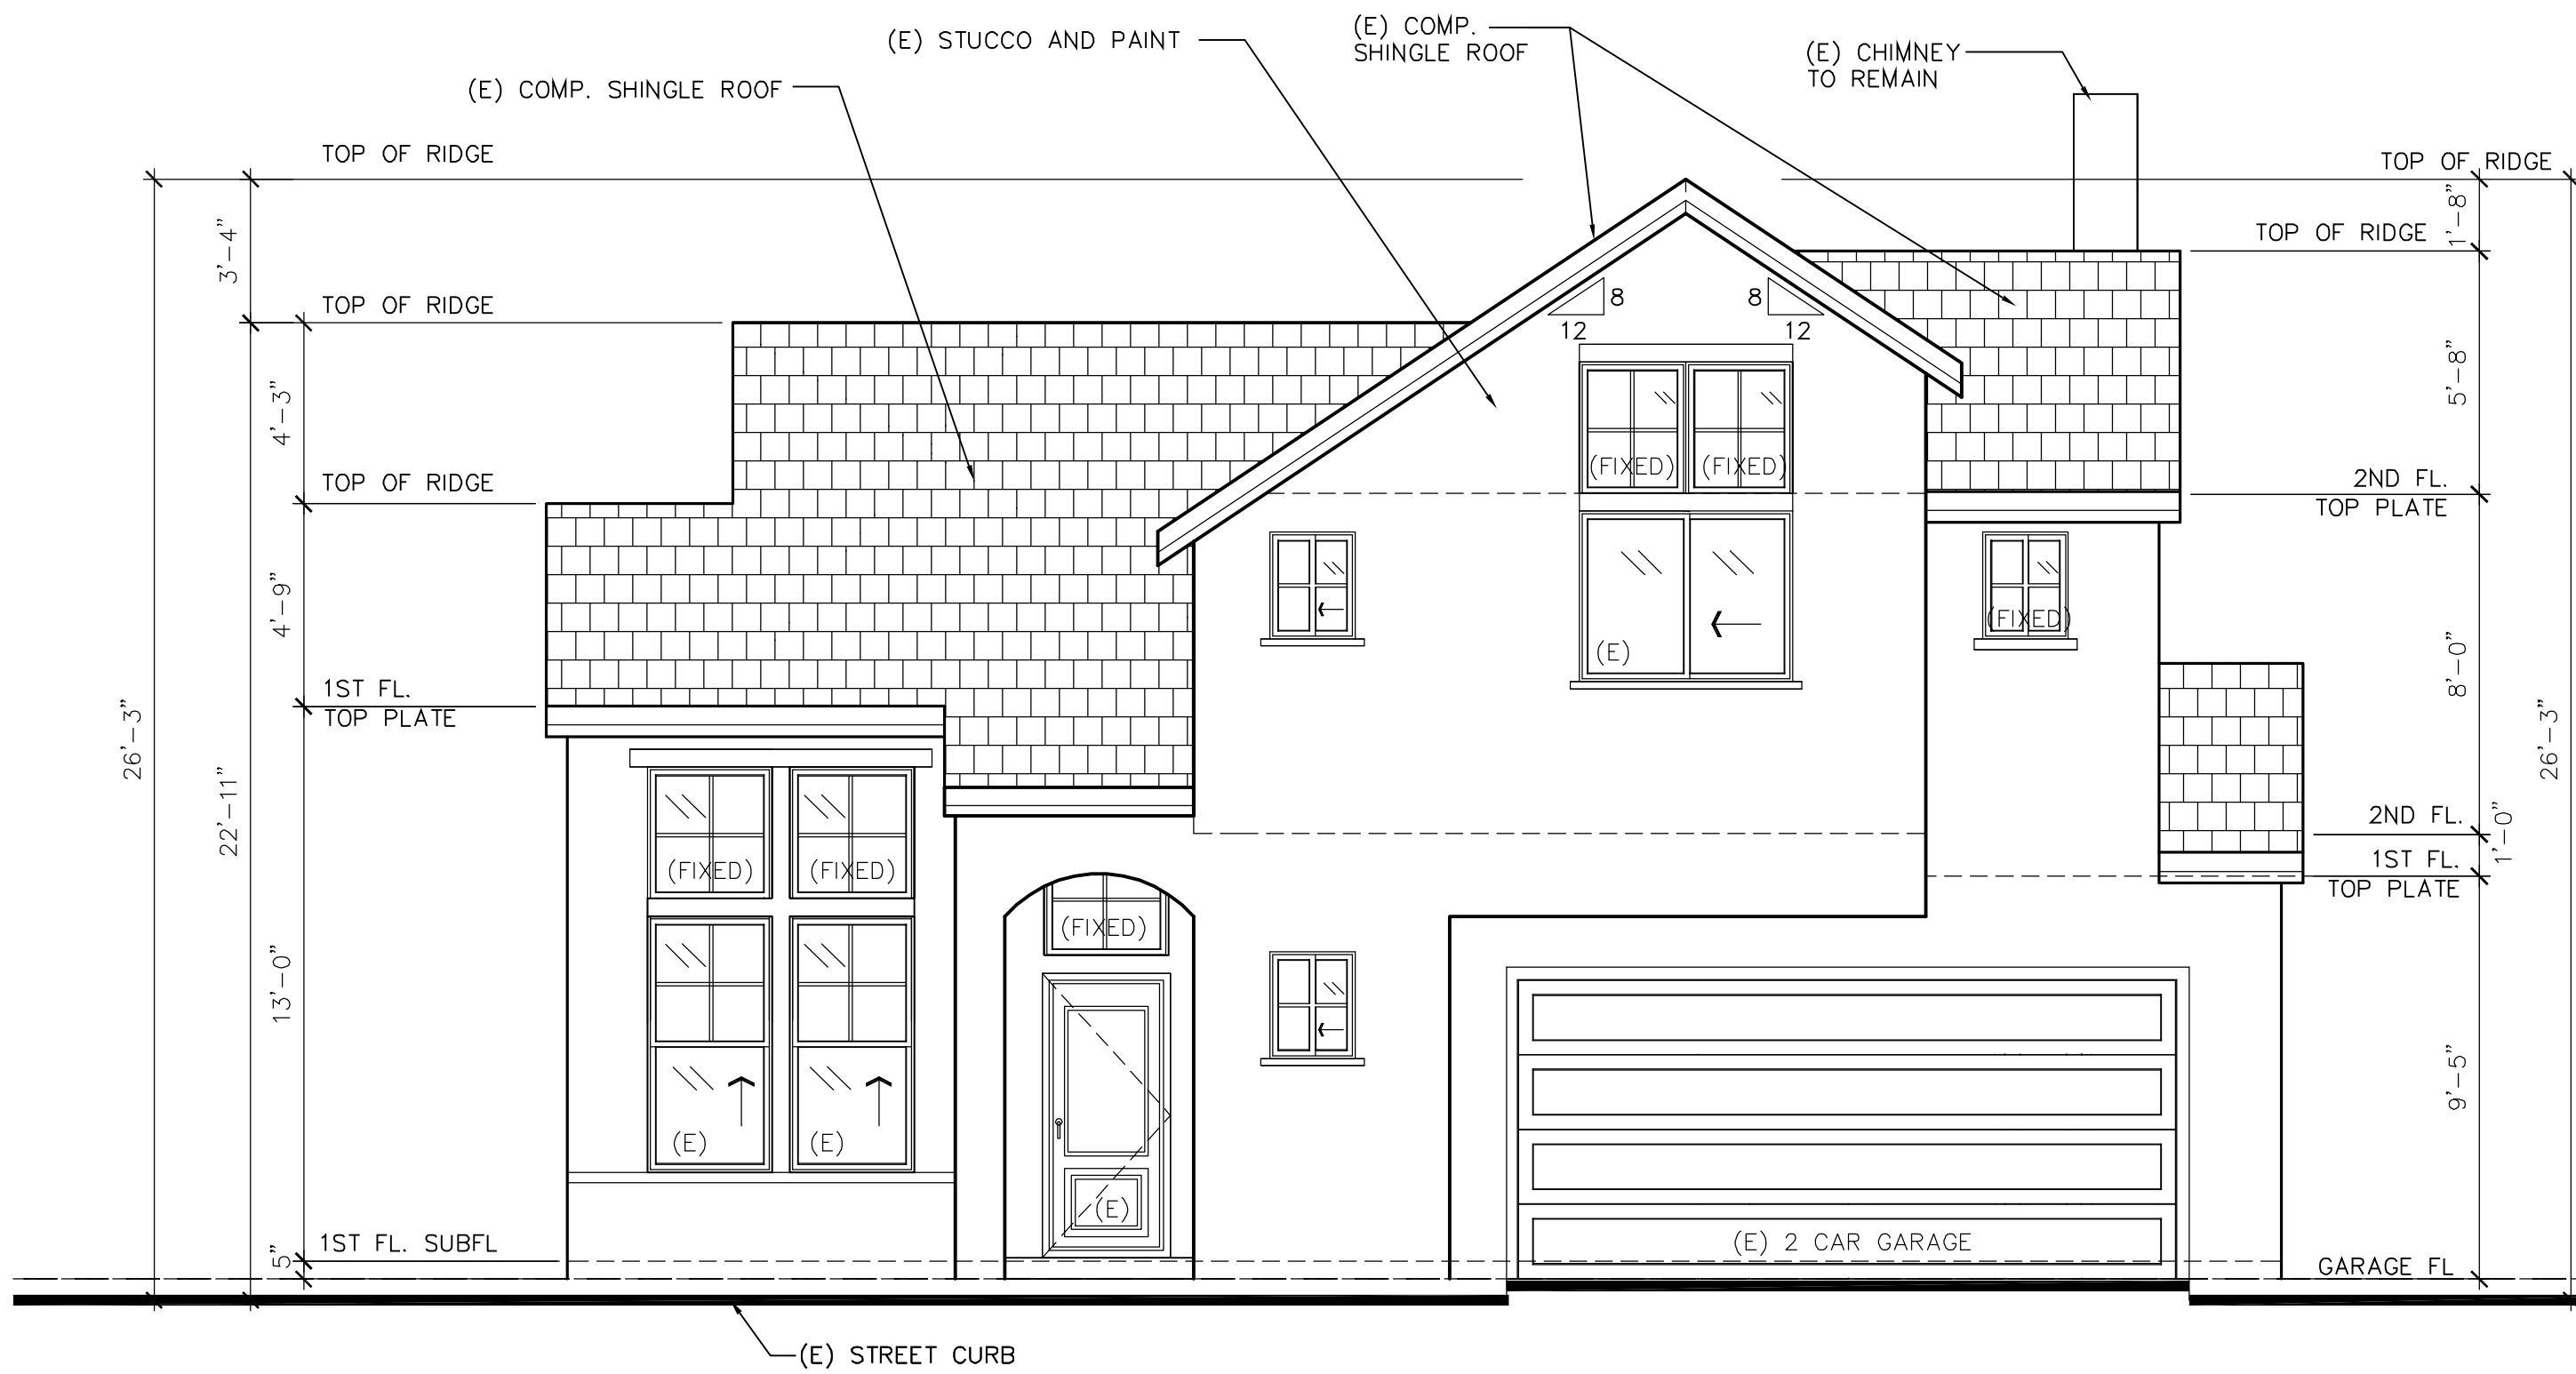 (E) STUCCO AND PAINT
(E) COMP.
SHINGLE ROOF
(E) CHIMNEY
TO REMAIN
(E) COMP. SHINGLE ROOF
TOP OF RIDGE
TOP OF RIDGE
1'-8"
3'-4"
TOP OF RIDGE
TOP OF RIDGE
8
12
8
12
5'-8"
4'-3"
TOP OF RIDGE
(FIXED)
(FIXED)
2ND FL.
TOP PLATE
4'-9"
(FIXED)
(E)
8'-0"
1ST FL.
TOP PLATE
26'-3"
26'-3"
22'-11"
2ND FL.
1'-0"
1ST FL.
TOP PLATE
(FIXED)
(FIXED)
(FIXED)
13'-0"
9'-5"
(E)
(E)
(E)
(E) 2 CAR GARAGE
1ST FL. SUBFL
5"
GARAGE FL
(E) STREET CURB